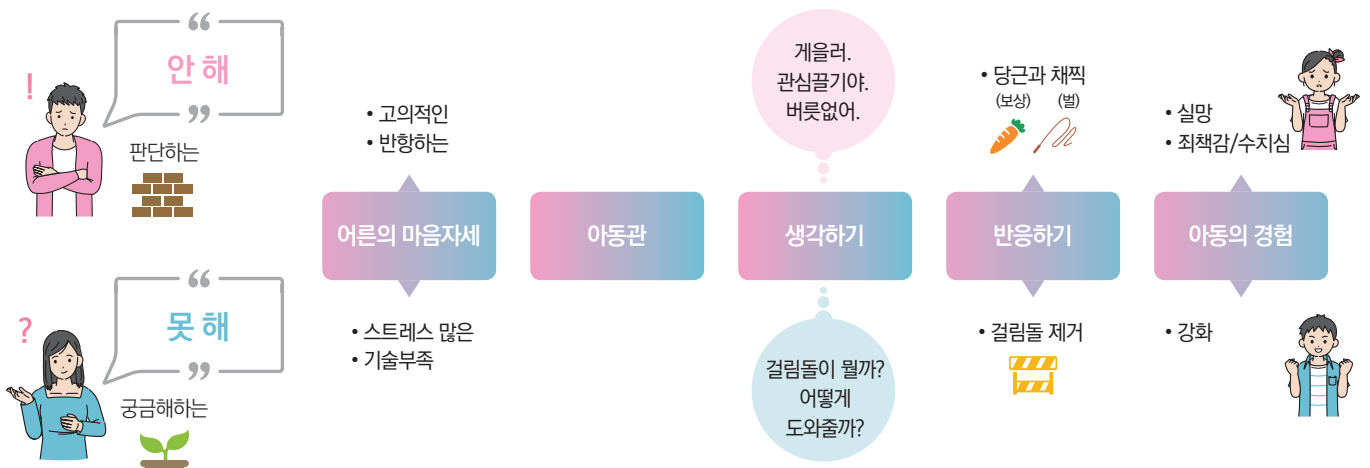 “
안 해
”
!
판단하는
• 고의적인
• 반항하는
게을러.
관심끌기야.
버릇없어.
• 당근과 채찍
(보상) (벌)
• 실망
• 죄책감/수치심
어른의 마음자세
아동관
생각하기
반응하기
아동의 경험
“
못 해
”
?
궁금해하는
• 스트레스 많은
• 기술부족
걸림돌이 뭘까?
어떻게
도와줄까?
• 걸림돌 제거
• 강화